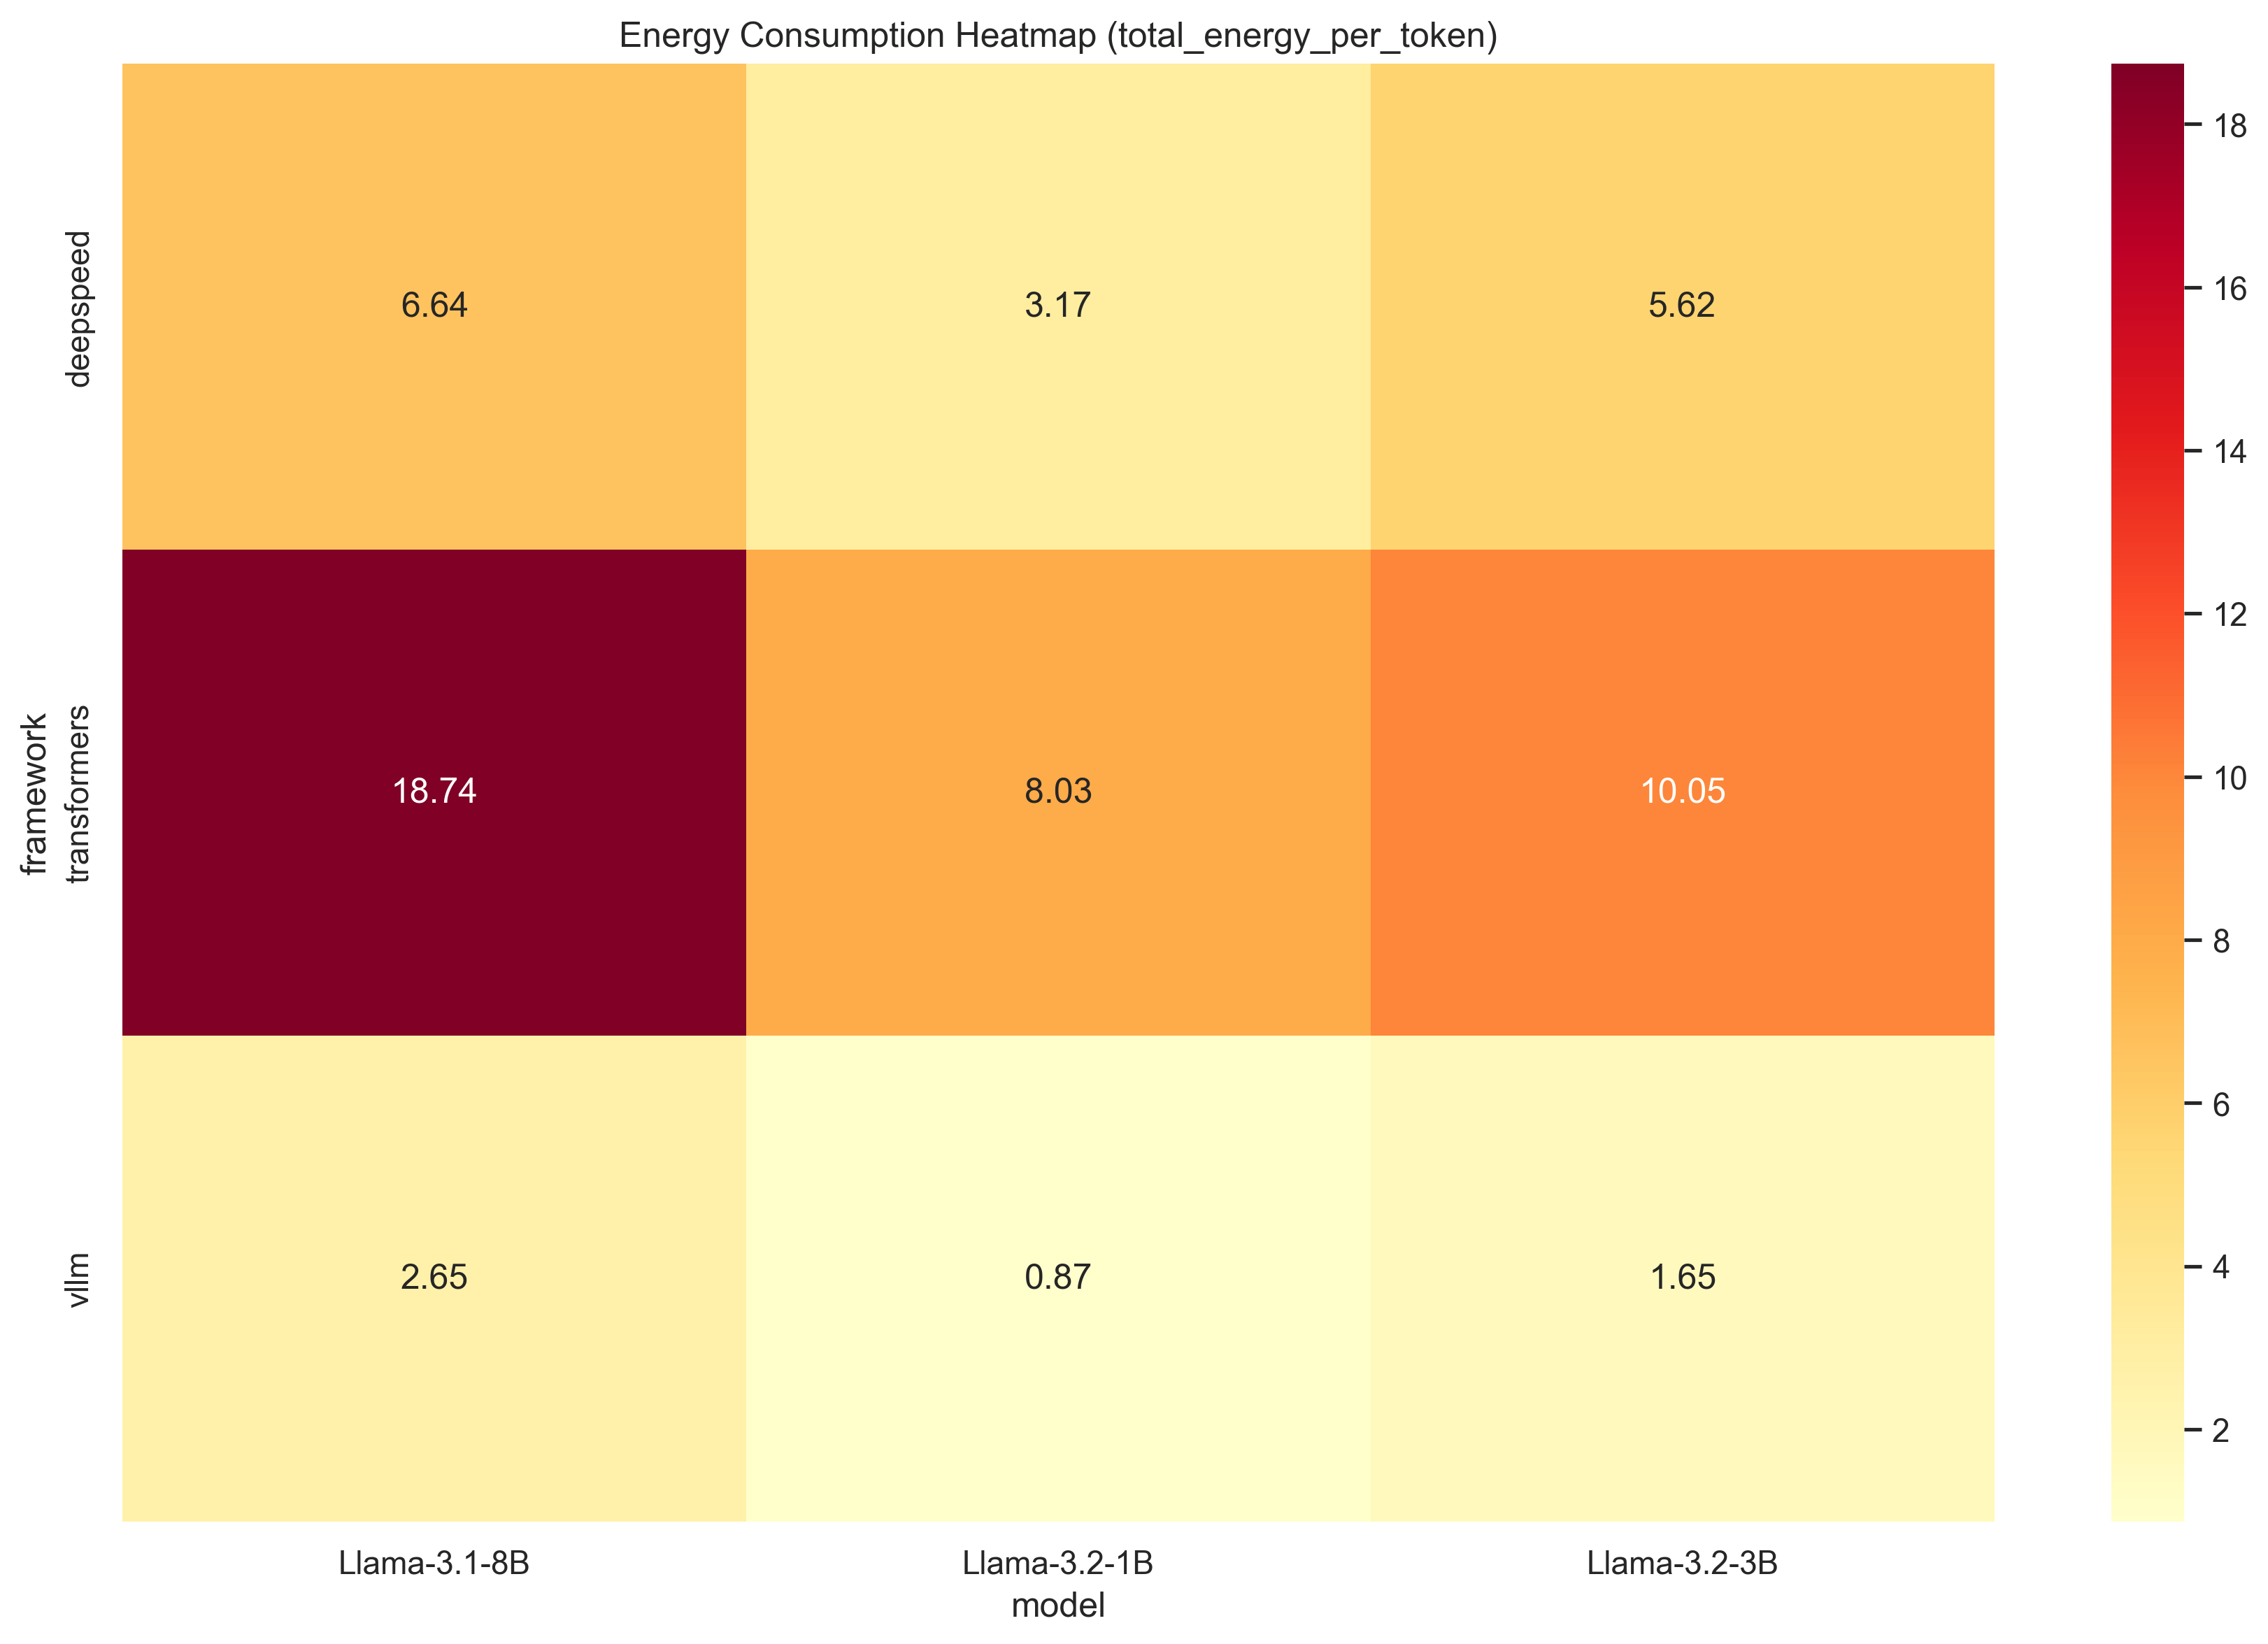 Energy Consumption Heatmap (total_energy_per_token)
framework
deepspeed
6.64 3.17 5.62
transformers
18.74 8.03 10.05
vllm
2.65 0.87 1.65
Llama-3.1-8B Llama-3.2-1B Llama-3.2-3B
model
18
16
14
12
10
8
6
4
2